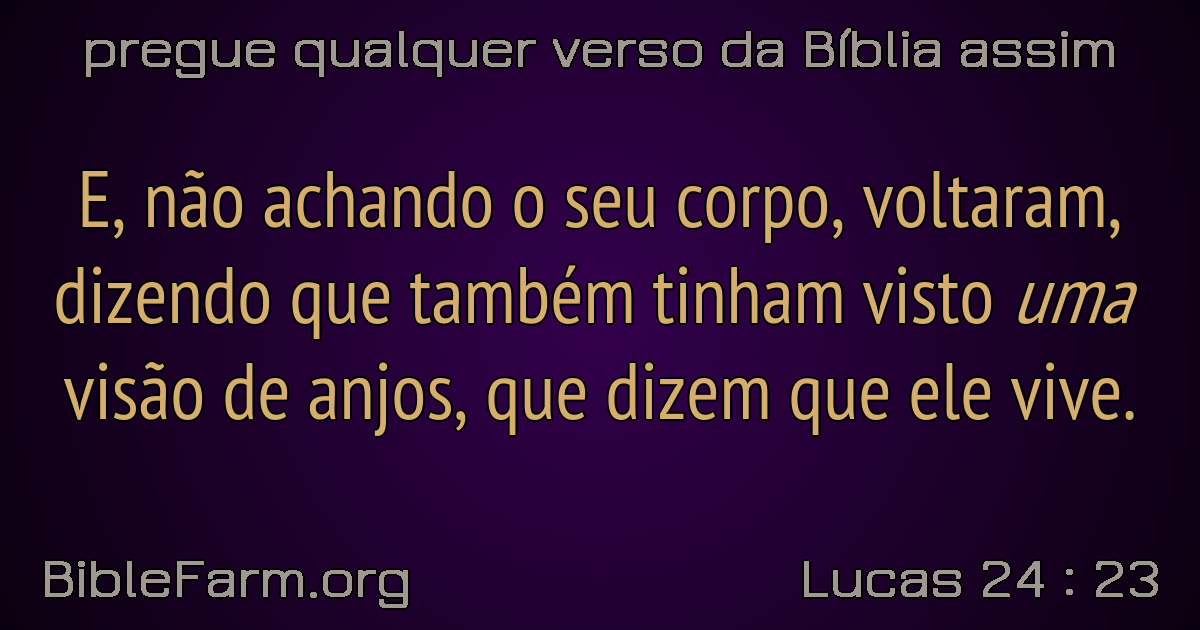 pregue qualquer verso da Bíblia assim
E, não achando o seu corpo, voltaram,
dizendo que também tinham visto uma
visão de anjos, que dizem que ele vive.
BibleFarm.org
Lucas 24 : 23